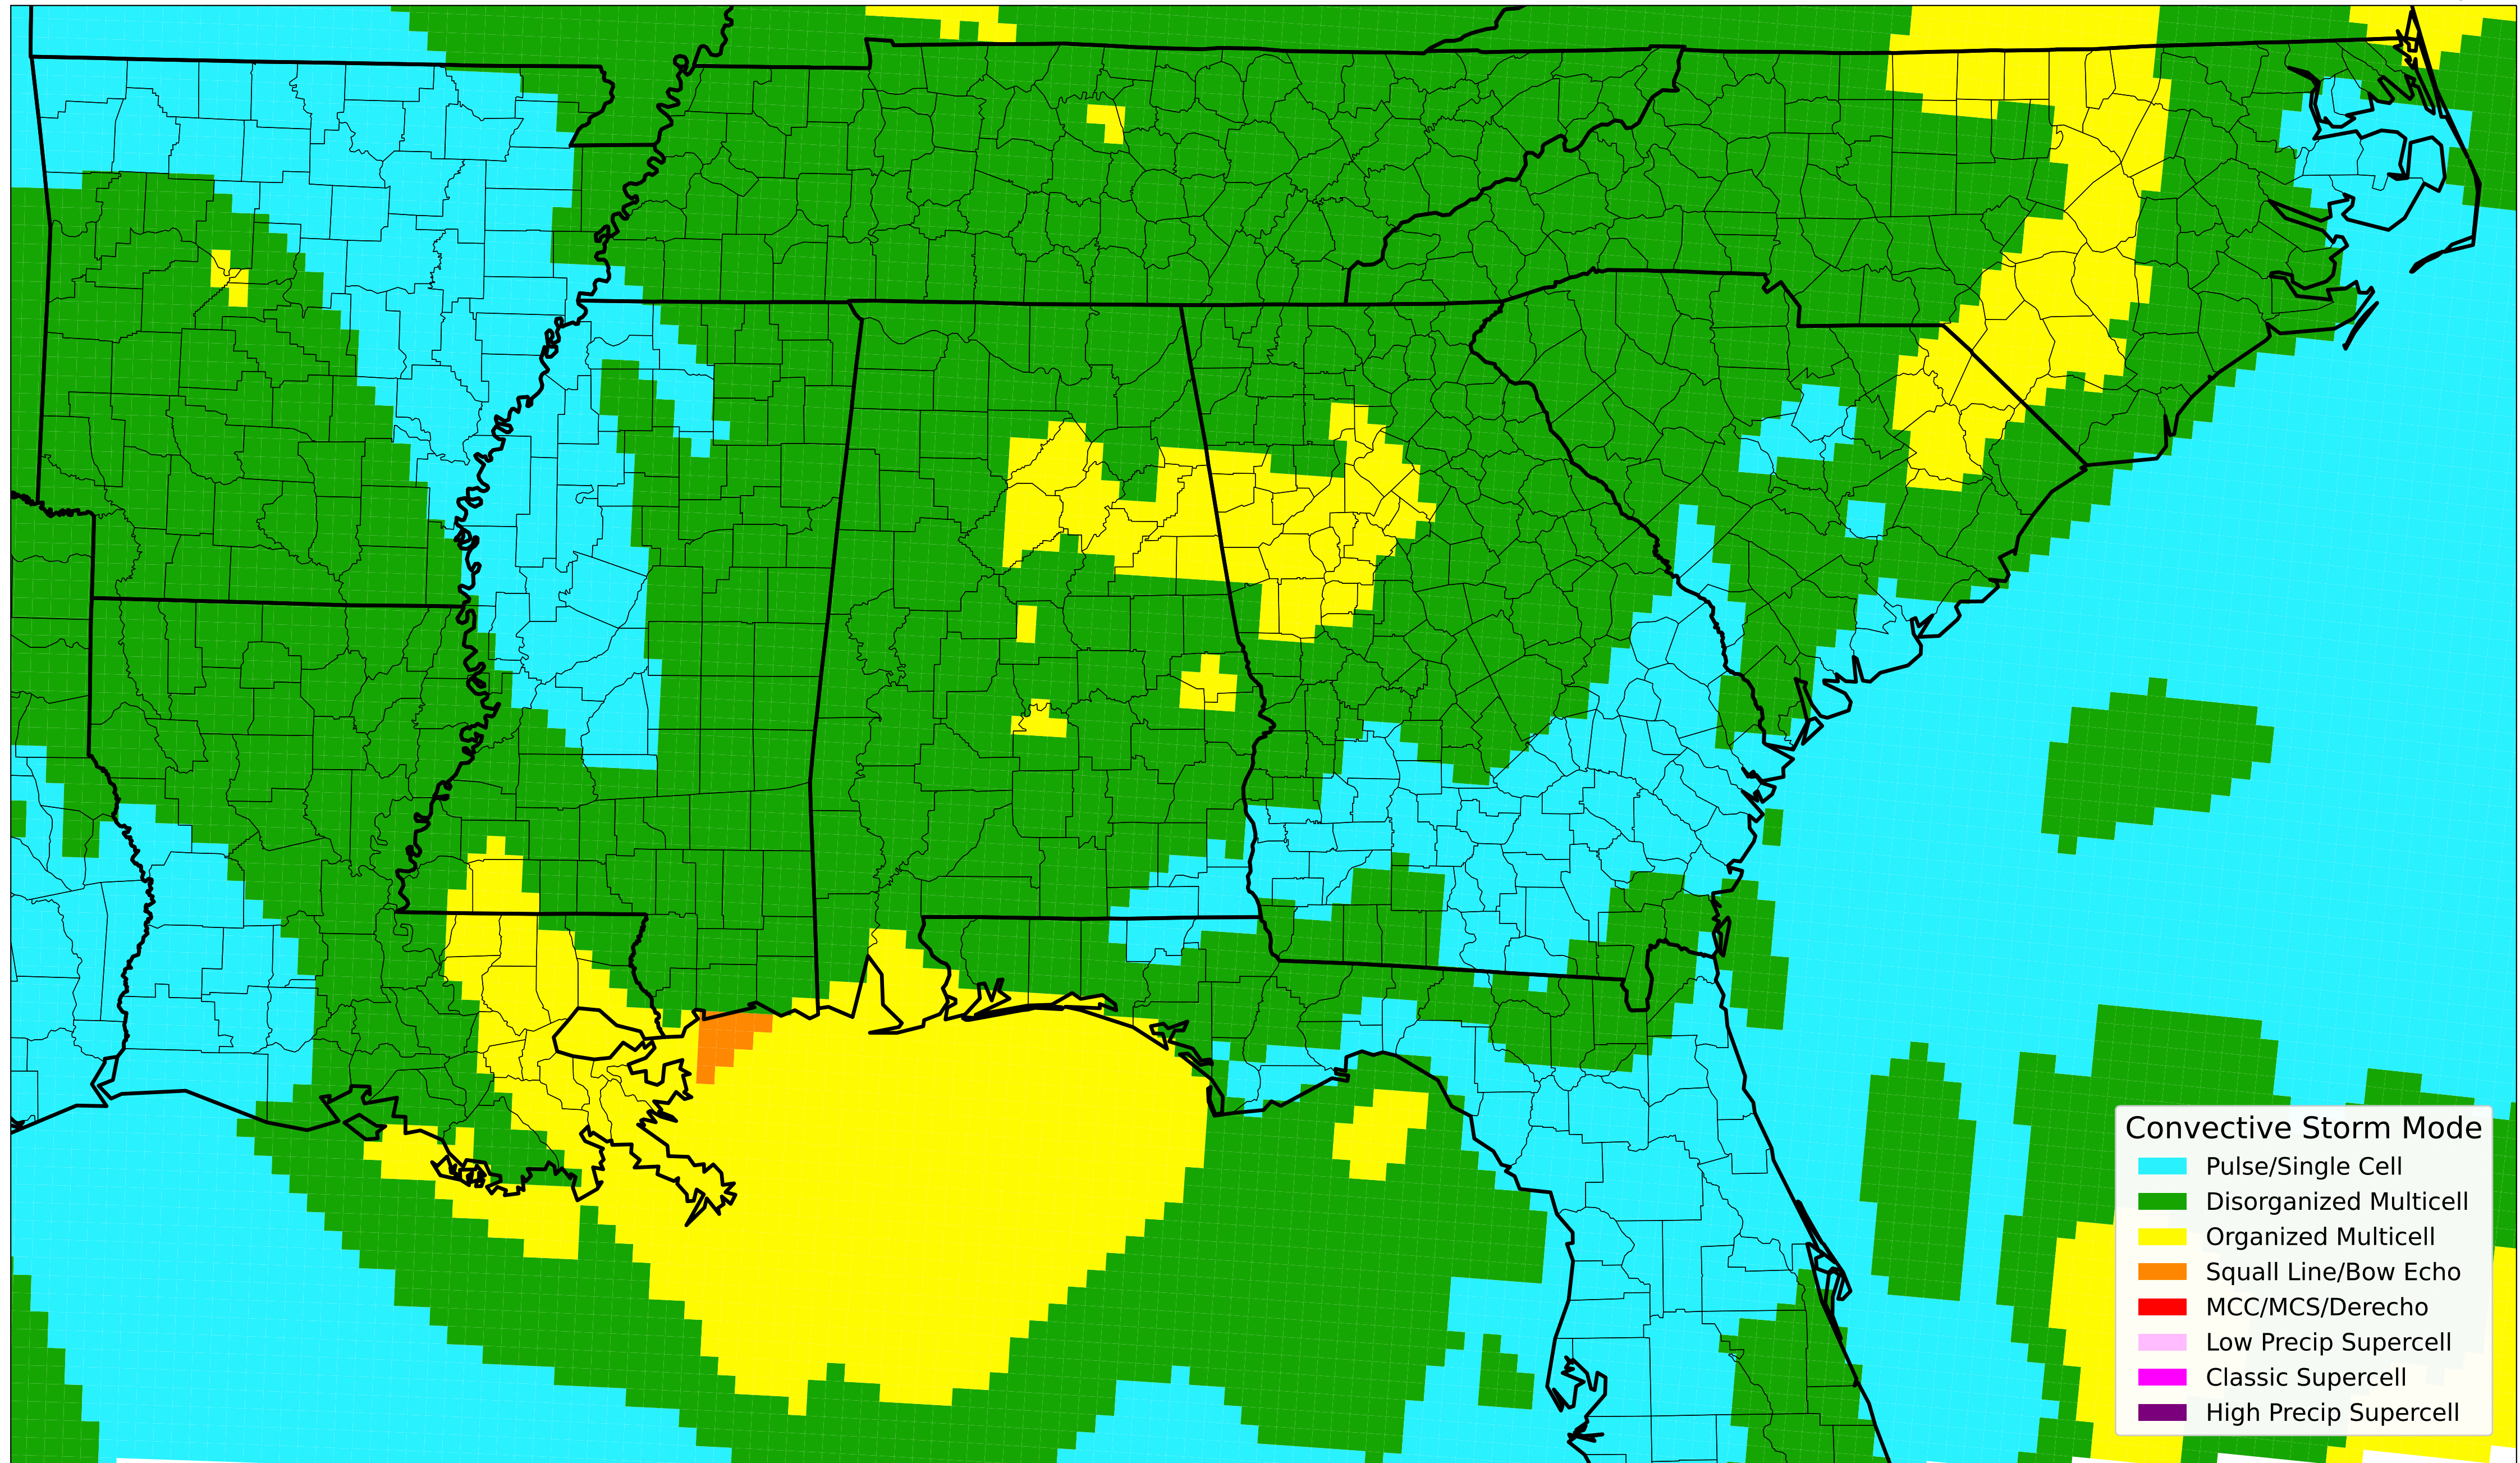 Convective Storm Mode
Pulse/Single Cell
Disorganized Multicell
Organized Multicell
Squall Line/Bow Echo
MCC/MCS/Derecho
Low Precip Supercell
Classic Supercell
High Precip Supercell